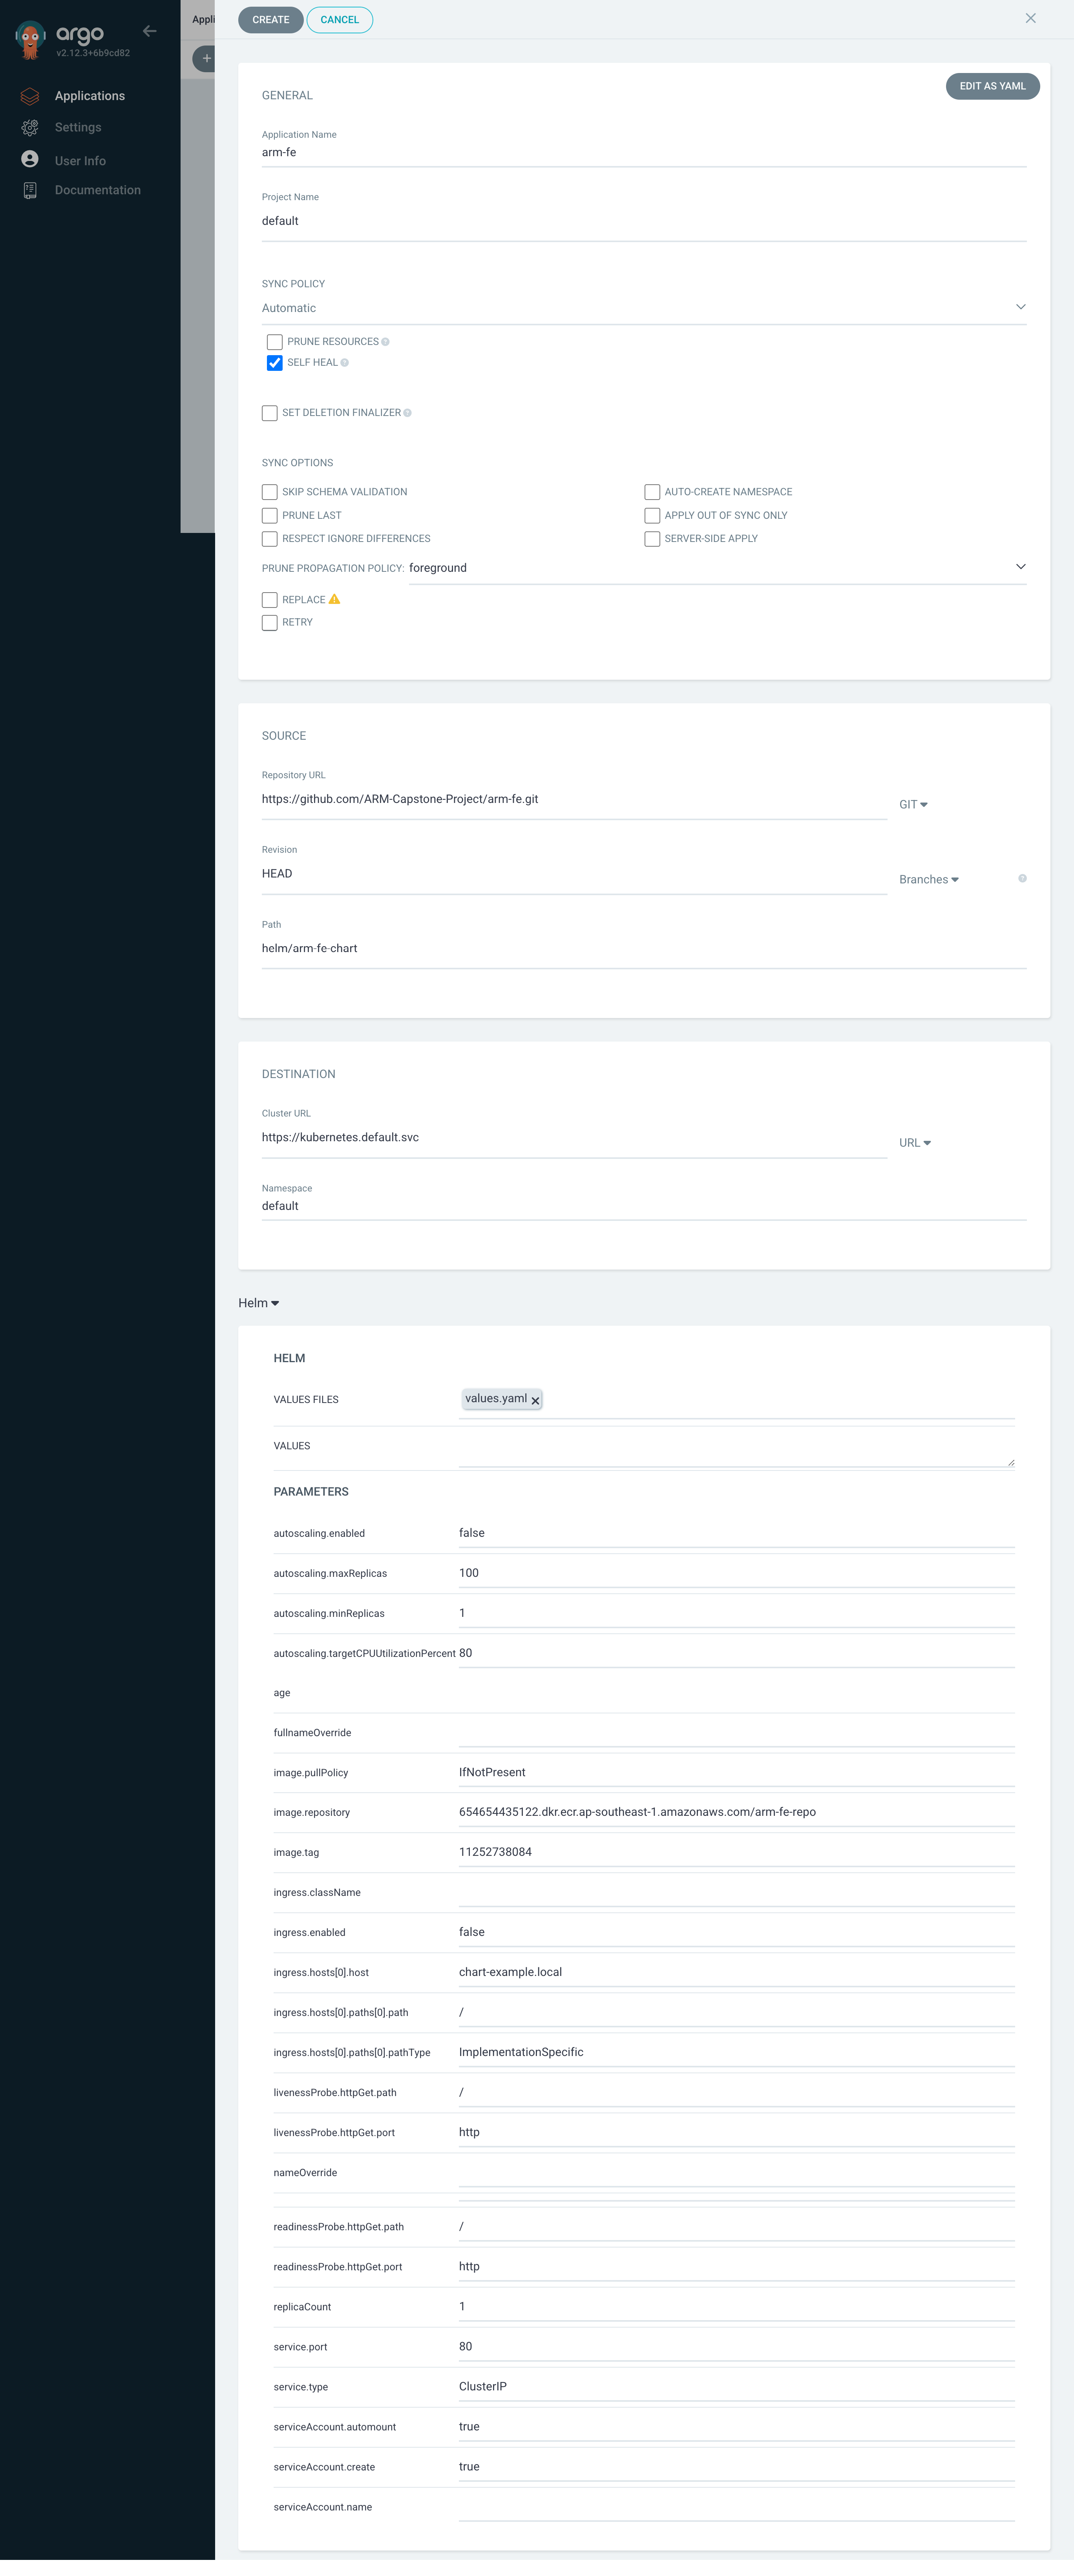 argo
v2.12.3+6b9cd82
Applications
Settings
User Info
Documentation
Appli
+
CREATE
CANCEL
EDIT AS YAML
GENERAL
Application Name
arm-fe
Project Name
default
SYNC POLICY
Automatic
PRUNE RESOURCES
SELF HEAL
SET DELETION FINALIZER
SYNC OPTIONS
SKIP SCHEMA VALIDATION AUTO-CREATE NAMESPACE
PRUNE LAST APPLY OUT OF SYNC ONLY
RESPECT IGNORE DIFFERENCES SERVER-SIDE APPLY
PRUNE PROPAGATION POLICY: foreground
REPLACE
RETRY
SOURCE
Repository URL
https://github.com/ARM-Capstone-Project/arm-fe.git GIT
Revision
HEAD Branches
Path
helm/arm-fe-chart
DESTINATION
Cluster URL
https://kubernetes.default.svc URL
Namespace
default
Helm
HELM
VALUES FILES values.yaml
VALUES
PARAMETERS
autoscaling.enabled false
autoscaling.maxReplicas 100
autoscaling.minReplicas 1
autoscaling.targetCPUUtilizationPercent 80
age
fullnameOverride
image.pullPolicy IfNotPresent
image.repository 654654435122.dkr.ecr.ap-southeast-1.amazonaws.com/arm-fe-repo
image.tag 11252738084
ingress.className
ingress.enabled false
ingress.hosts[0].host chart-example.local
ingress.hosts[0].paths[0].path /
ingress.hosts[0].paths[0].pathType ImplementationSpecific
livenessProbe.httpGet.path /
livenessProbe.httpGet.port http
nameOverride
readinessProbe.httpGet.path /
readinessProbe.httpGet.port http
replicaCount 1
service.port 80
service.type ClusterIP
serviceAccount.automount true
serviceAccount.create true
serviceAccount.name